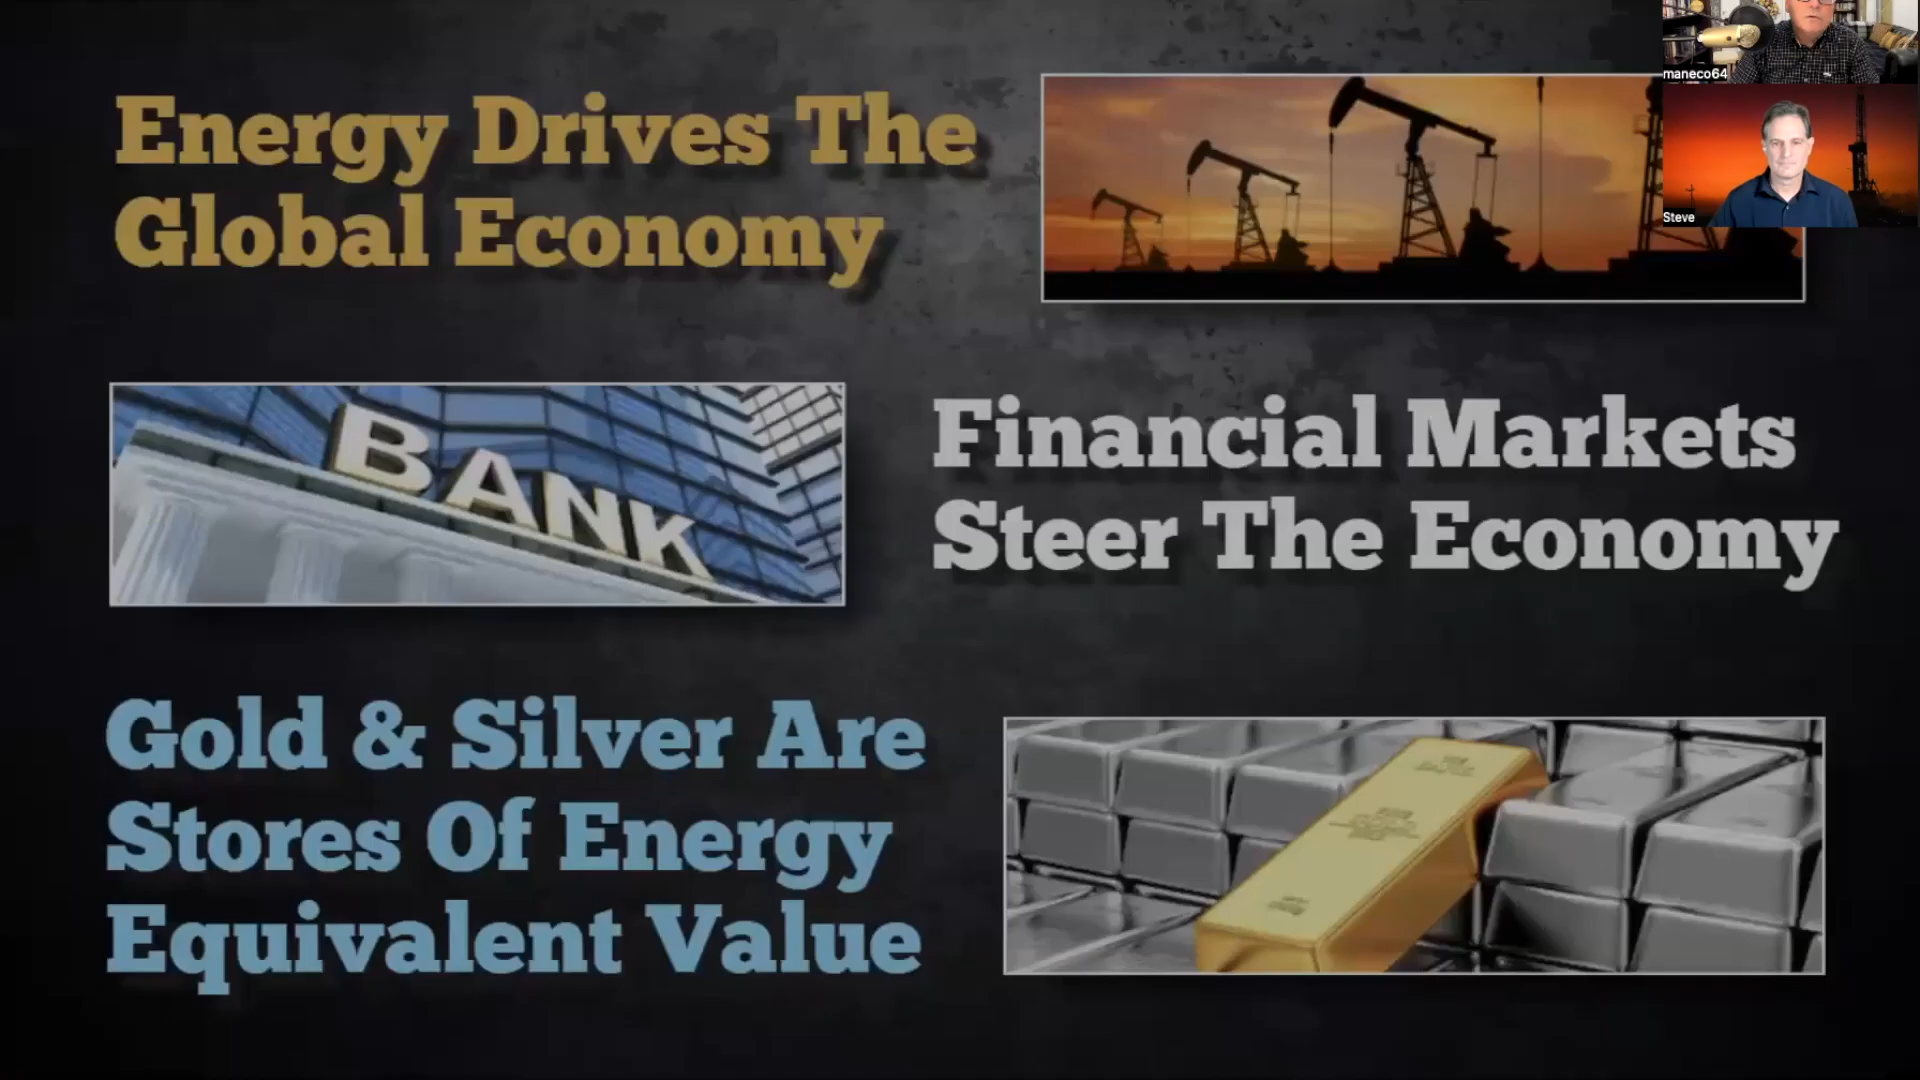 maneco64
Energy Drives The
Global Economy
Steve
BANK
Financial Markets
Steer The Economy
Gold & Silver Are
Stores Of Energy
Equivalent Value